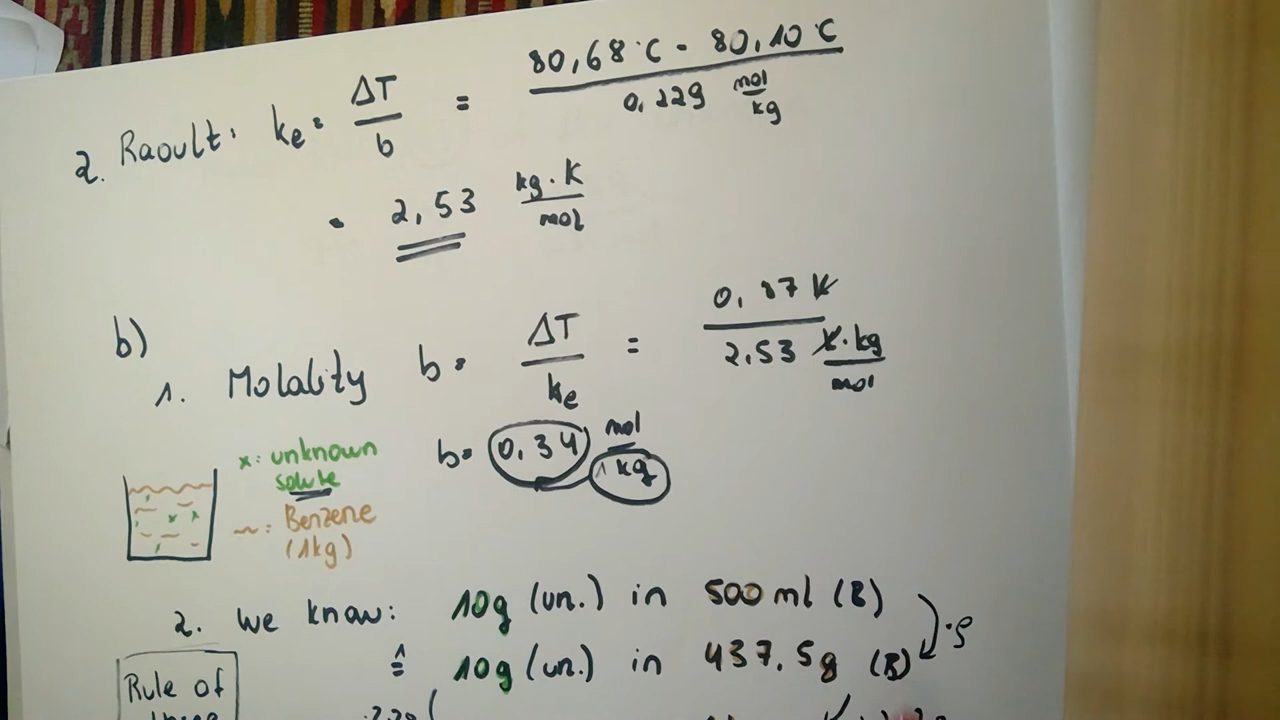 2. Raoult: ke = ΔT / b = 80,68°C - 80,10°C / 0,229 mol/kg
= 2,53 kg·K / mol
b)
1. Molality b = ΔT / ke = 0,87 K / 2.53 K·kg / mol
b = 0,34 mol / 1 kg
x: unknown
solute
~: Benzene
(1kg)
2. We know: 10g (un.) in 500 ml (B)
·ρ
≙ 10g (un.) in 437.5g (B)
Rule of
three